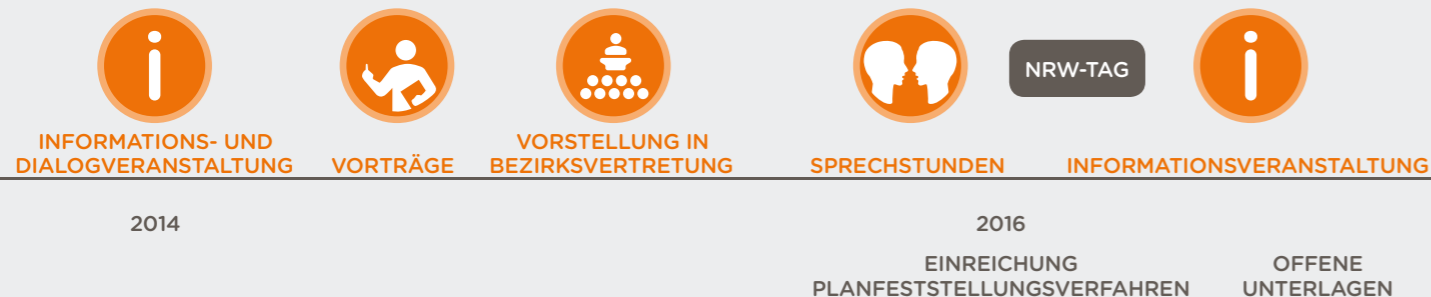 NRW-TAG
INFORMATIONS- UND
DIALOGVERANSTALTUNG
VORTRÄGE
VORSTELLUNG IN
BEZIRKSVERTRETUNG
SPRECHSTUNDEN
INFORMATIONSVERANSTALTUNG
2014
2016
EINREICHUNG
PLANFESTSTELLUNGSVERFAHREN
OFFENE
UNTERLAGEN